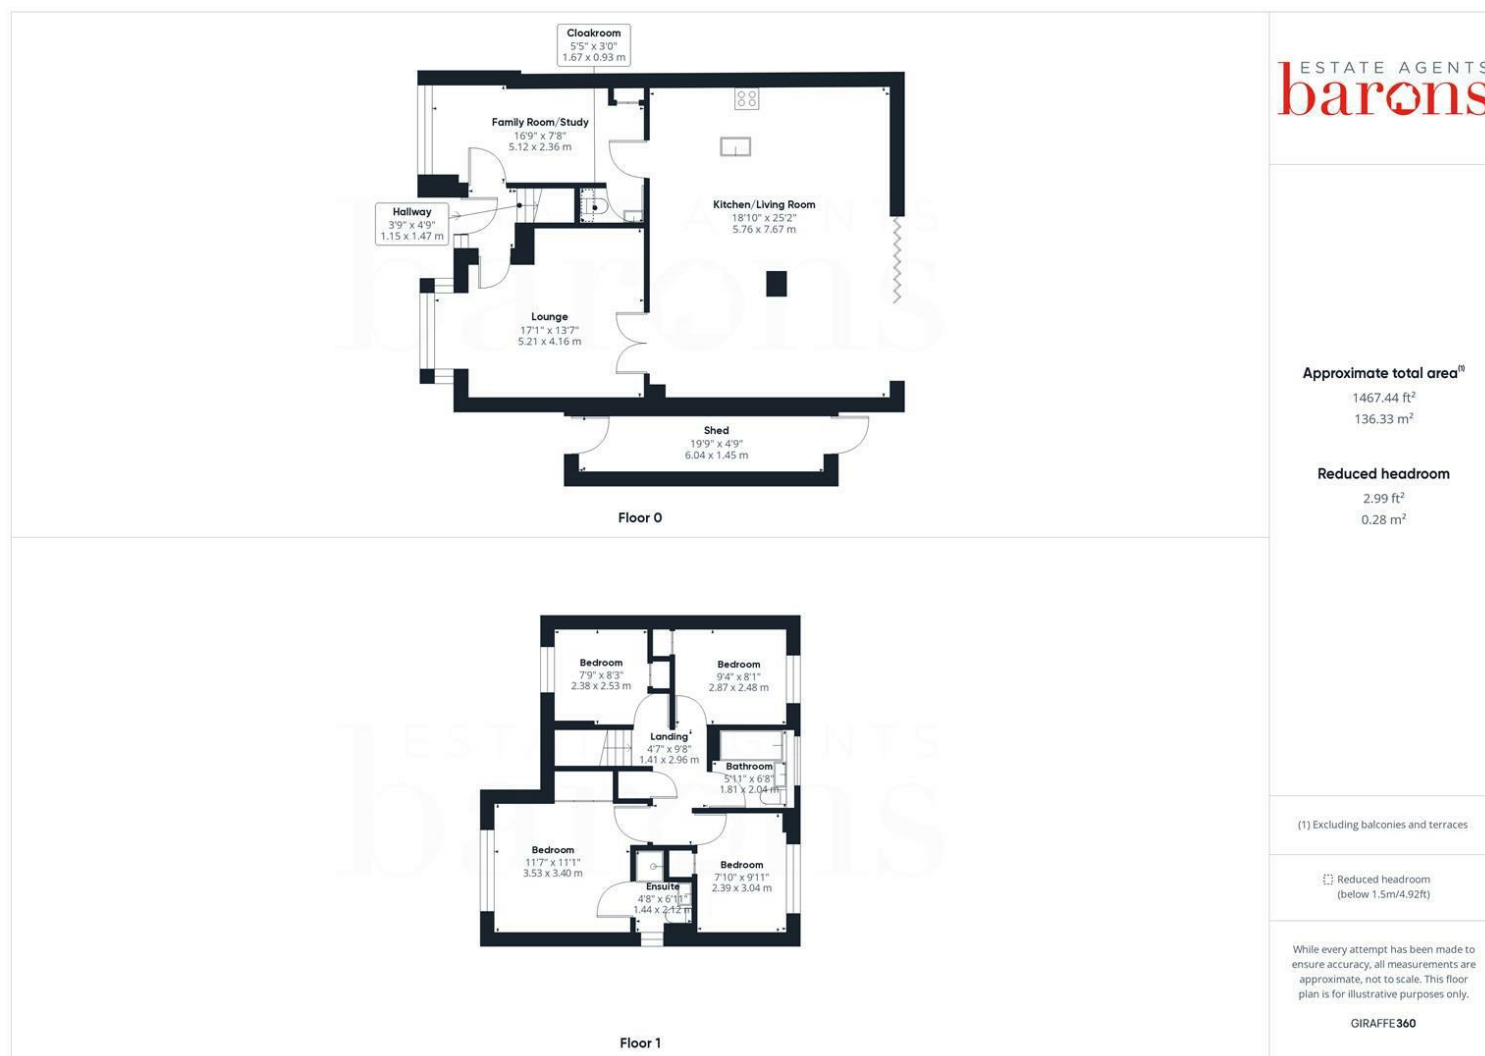 Cloakroom
5'5" x 3'0"
1.67 x 0.93 m
Family Room/Study
16'9" x 7'8"
5.12 x 2.36 m
Hallway
3'9" x 4'9"
1.15 x 1.47 m
Kitchen/Living Room
18'10" x 25'2"
5.76 x 7.67 m
Lounge
17'1" x 13'7"
5.21 x 4.16 m
Shed
19'9" x 4'9"
6.04 x 1.45 m
Floor 0
ESTATE AGENTS
barons
Bedroom
7'9" x 8'3"
2.38 x 2.53 m
Bedroom
9'4" x 8'1"
2.87 x 2.48 m
Landing
4'7" x 9'8"
1.41 x 2.96 m
Bathroom
5'11" x 6'8"
1.81 x 2.04 m
Bedroom
11'7" x 11'1"
3.53 x 3.40 m
Ensuite
4'8" x 6'11"
1.44 x 2.12 m
Bedroom
7'10" x 9'11"
2.39 x 3.04 m
Floor 1
ESTATE AGENTS
barons
ESTATE AGENTS
barons
Approximate total area(1)
1467.44 ft²
136.33 m²
Reduced headroom
2.99 ft²
0.28 m²
(1) Excluding balconies and terraces
Reduced headroom
(below 1.5m/4.92ft)
While every attempt has been made to
ensure accuracy, all measurements are
approximate, not to scale. This floor
plan is for illustrative purposes only.
GIRAFFE360